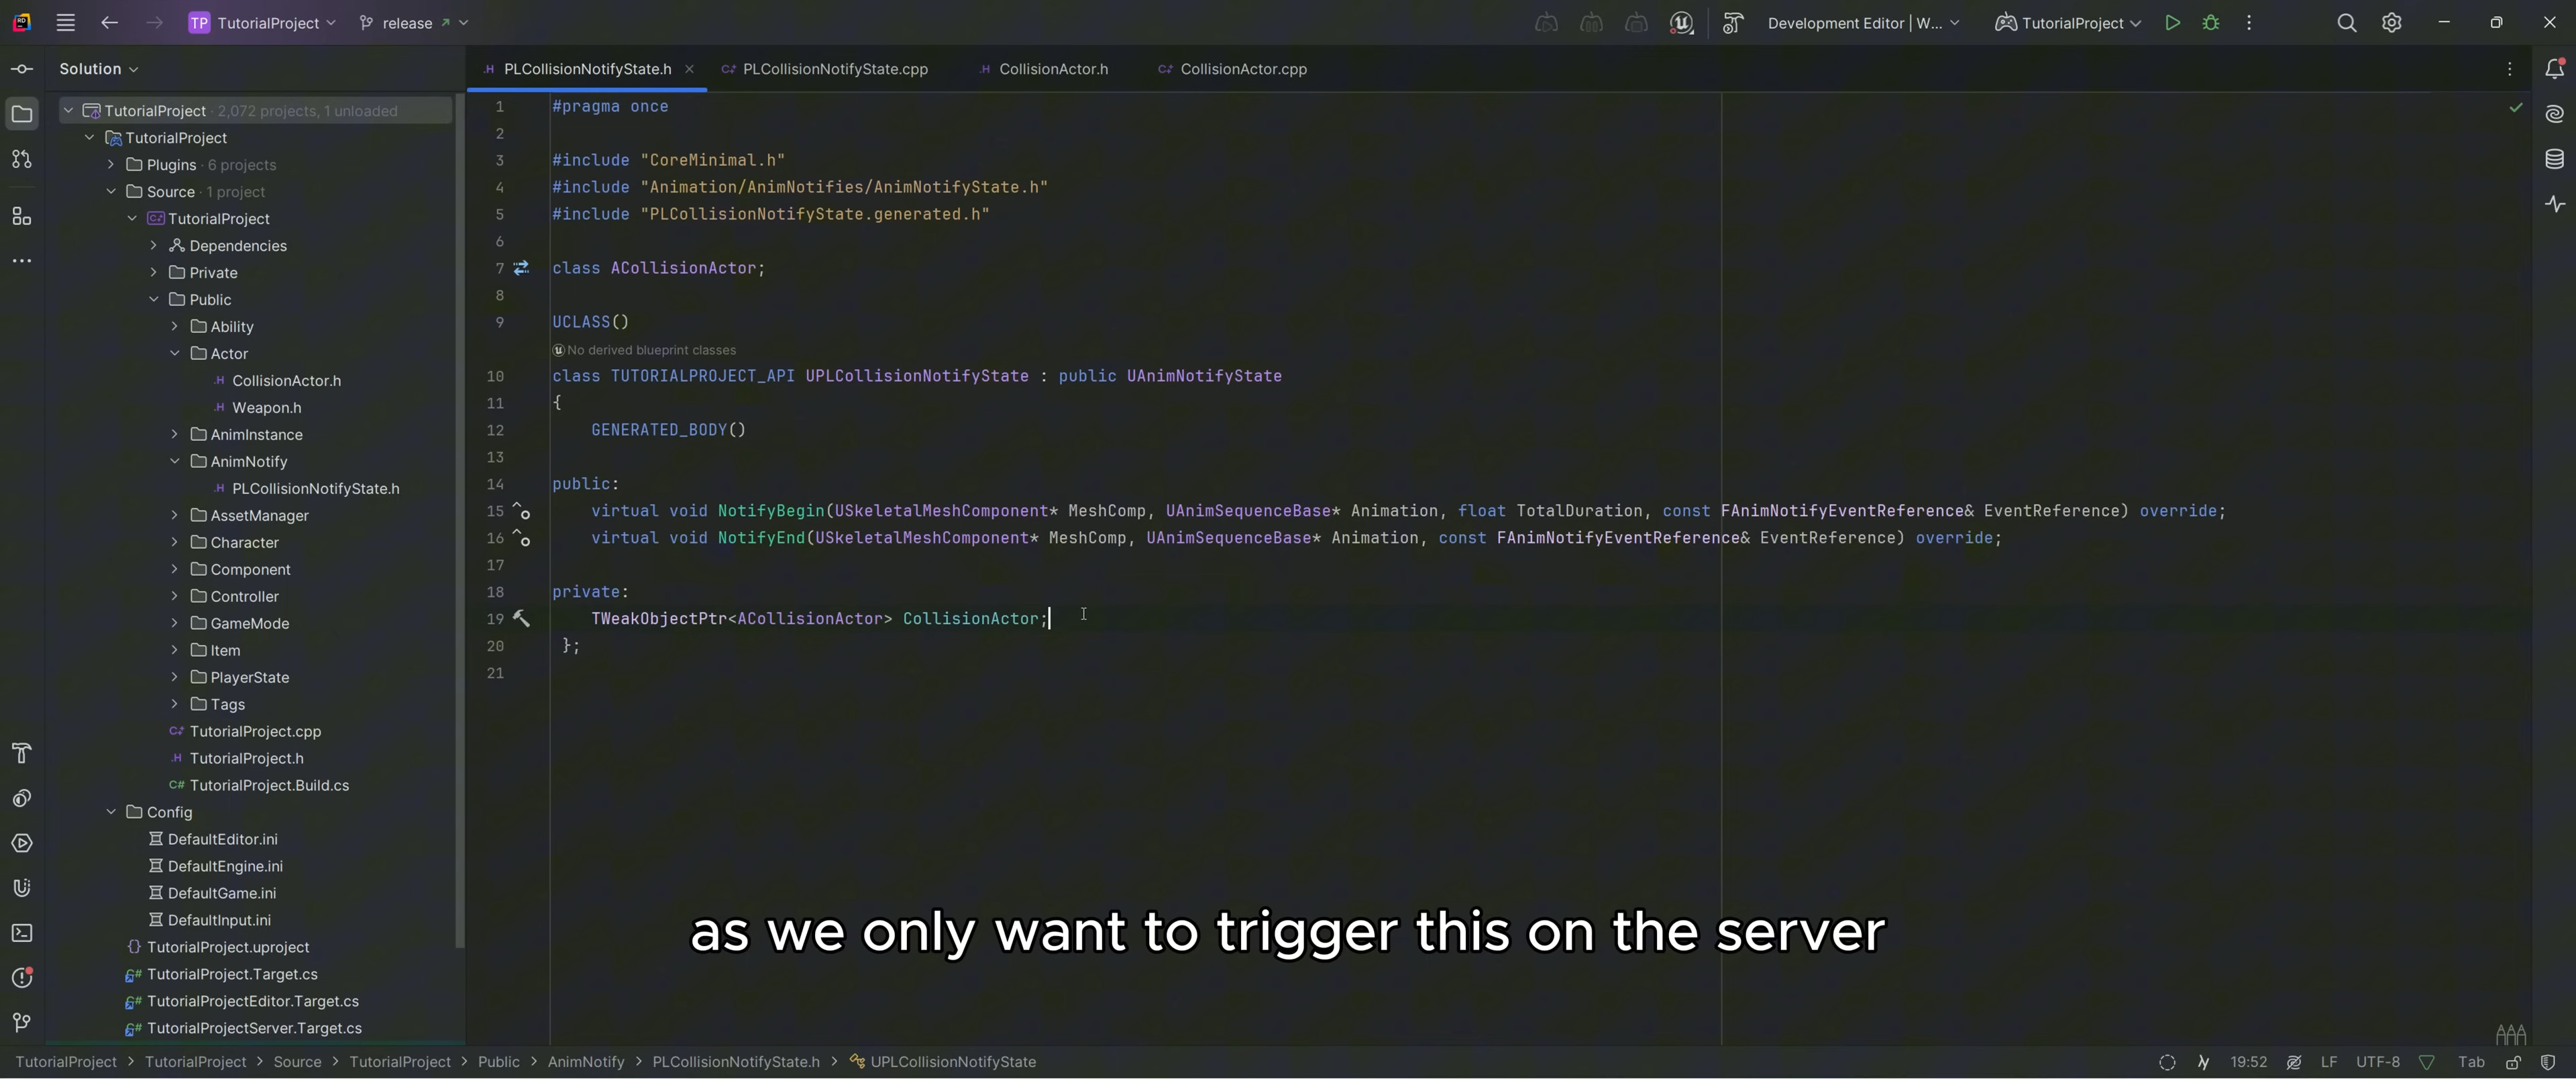 TP TutorialProject release Development Editor | W... TutorialProject
Solution
PLCollisionNotifyState.h PLCollisionNotifyState.cpp CollisionActor.h CollisionActor.cpp
TutorialProject · 2,072 projects, 1 unloaded
TutorialProject
Plugins · 6 projects
Source · 1 project
TutorialProject
Dependencies
Private
Public
Ability
Actor
.H CollisionActor.h
.H Weapon.h
AnimInstance
AnimNotify
.H PLCollisionNotifyState.h
AssetManager
Character
Component
Controller
GameMode
Item
PlayerState
Tags
C+ TutorialProject.cpp
.H TutorialProject.h
C# TutorialProject.Build.cs
Config
DefaultEditor.ini
DefaultEngine.ini
DefaultGame.ini
DefaultInput.ini
{} TutorialProject.uproject
C# TutorialProject.Target.cs
C# TutorialProjectEditor.Target.cs
C# TutorialProjectServer.Target.cs
1 #pragma once
2
3 #include "CoreMinimal.h"
4 #include "Animation/AnimNotifies/AnimNotifyState.h"
5 #include "PLCollisionNotifyState.generated.h"
6
7 class ACollisionActor;
8
9 UCLASS()
No derived blueprint classes
10 class TUTORIALPROJECT_API UPLCollisionNotifyState : public UAnimNotifyState
11 {
12 GENERATED_BODY()
13
14 public:
15 virtual void NotifyBegin(USkeletalMeshComponent* MeshComp, UAnimSequenceBase* Animation, float TotalDuration, const FAnimNotifyEventReference& EventReference) override;
16 virtual void NotifyEnd(USkeletalMeshComponent* MeshComp, UAnimSequenceBase* Animation, const FAnimNotifyEventReference& EventReference) override;
17
18 private:
19 TWeakObjectPtr<ACollisionActor> CollisionActor;
20 };
21
as we only want to trigger this on the server
TutorialProject > TutorialProject > Source > TutorialProject > Public > AnimNotify > PLCollisionNotifyState.h > UPLCollisionNotifyState 19:52 LF UTF-8 Tab